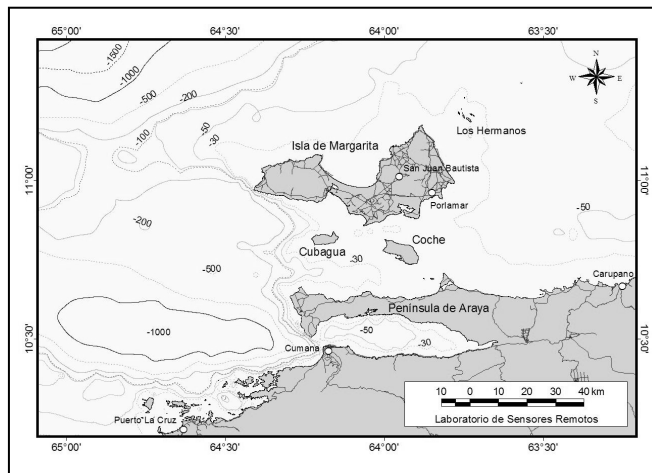 65°00' 64°30' 64°00' 63°30'
-1500
-1000
-500
-200
-100
-50
-30
N
W E
S
Los Hermanos
Isla de Margarita
San Juan Bautista
11°00' 11°00'
Porlamar
-50
-200
Coche
Cubagua
-30
-500
Carupano
Península de Araya
-1000
-50
-30
10°30' 10°30'
Cumana
10 0 10 20 30 40 km
Laboratorio de Sensores Remotos
Puerto La Cruz
65°00' 64°30' 64°00' 63°30'